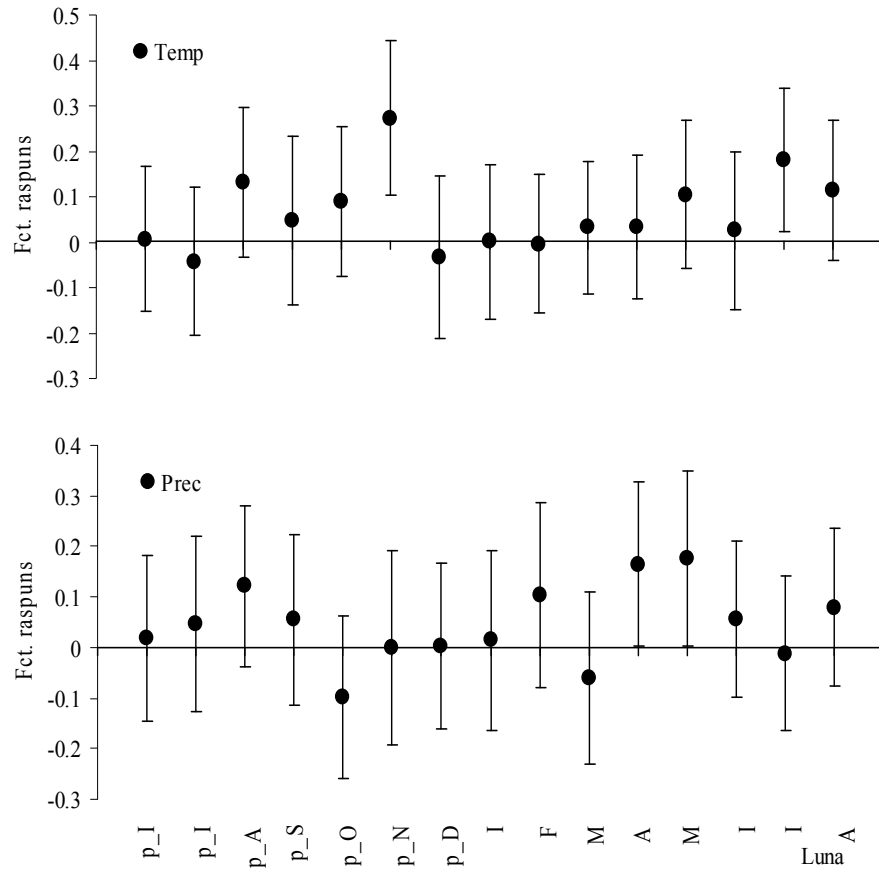 0.5
Temp
0.4
0.3
0.2
0.1
0
-0.1
-0.2
-0.3
Fct. raspuns
0.4
Prec
0.3
0.2
0.1
0
-0.1
-0.2
-0.3
Fct. raspuns
p_I p_I p_A p_S p_O p_N p_D I F M A M I I A
Luna